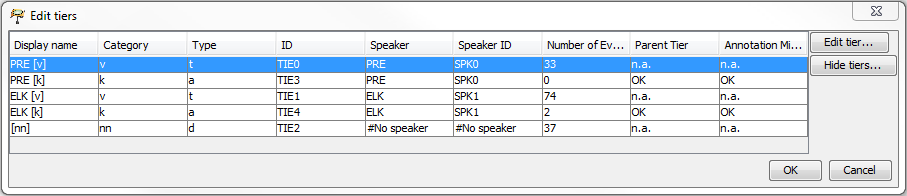 Edit tiers
Display name Category Type ID Speaker Speaker ID Number of Ev... Parent Tier Annotation Mi... Edit tier...
PRE [v] v t TIE0 PRE SPK0 33 n.a. n.a. Hide tiers...
PRE [k] k a TIE3 PRE SPK0 0 OK OK
ELK [v] v t TIE1 ELK SPK1 74 n.a. n.a.
ELK [k] k a TIE4 ELK SPK1 2 OK OK
[nn] nn d TIE2 #No speaker #No speaker 37 n.a. n.a.
OK Cancel